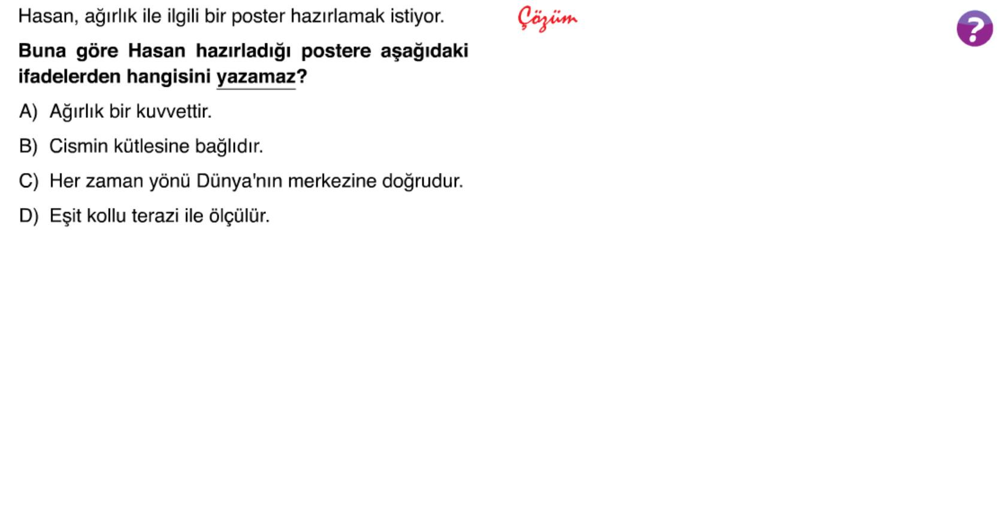 Hasan, ağırlık ile ilgili bir poster hazırlamak istiyor.
Buna göre Hasan hazırladığı postere aşağıdaki
ifadelerden hangisini yazamaz?
A) Ağırlık bir kuvvettir.
B) Cismin kütlesine bağlıdır.
C) Her zaman yönü Dünya'nın merkezine doğrudur.
D) Eşit kollu terazi ile ölçülür.
Çözüm
?